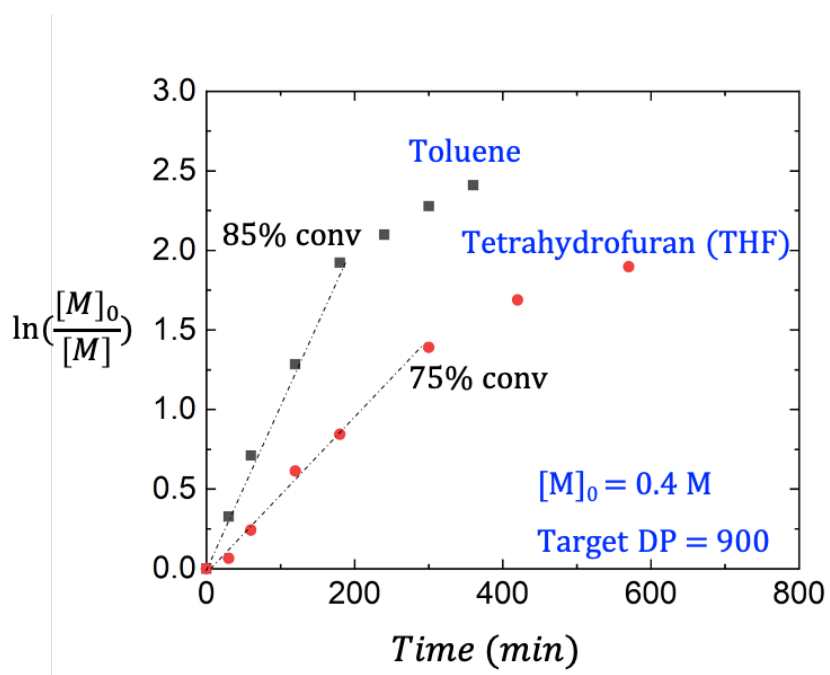 3.0
2.5
2.0
1.5
1.0
0.5
0.0
ln([M]₀/[M])
Toluene
85% conv
Tetrahydrofuran (THF)
75% conv
[M]₀ = 0.4 M
Target DP = 900
0 200 400 600 800
Time (min)